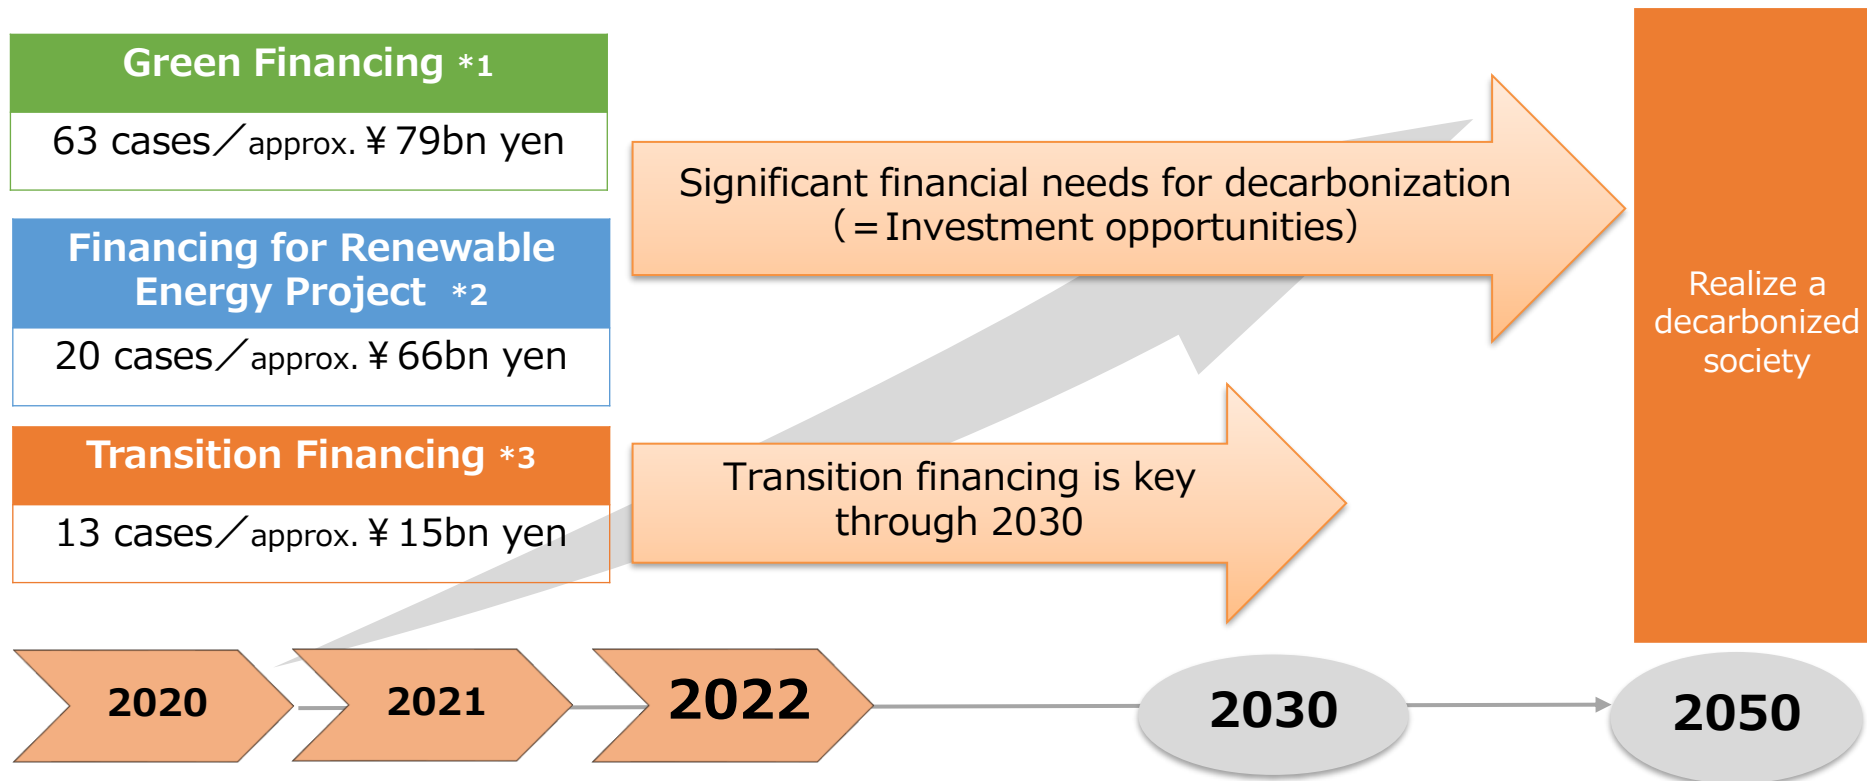 Green Financing *1
63 cases／approx.￥79bn yen
Financing for Renewable
Energy Project *2
20 cases／approx.￥66bn yen
Transition Financing *3
13 cases／approx.￥15bn yen
Significant financial needs for decarbonization
（＝Investment opportunities）
Transition financing is key
through 2030
Realize a
decarbonized
society
2020
2021
2022
2030
2050